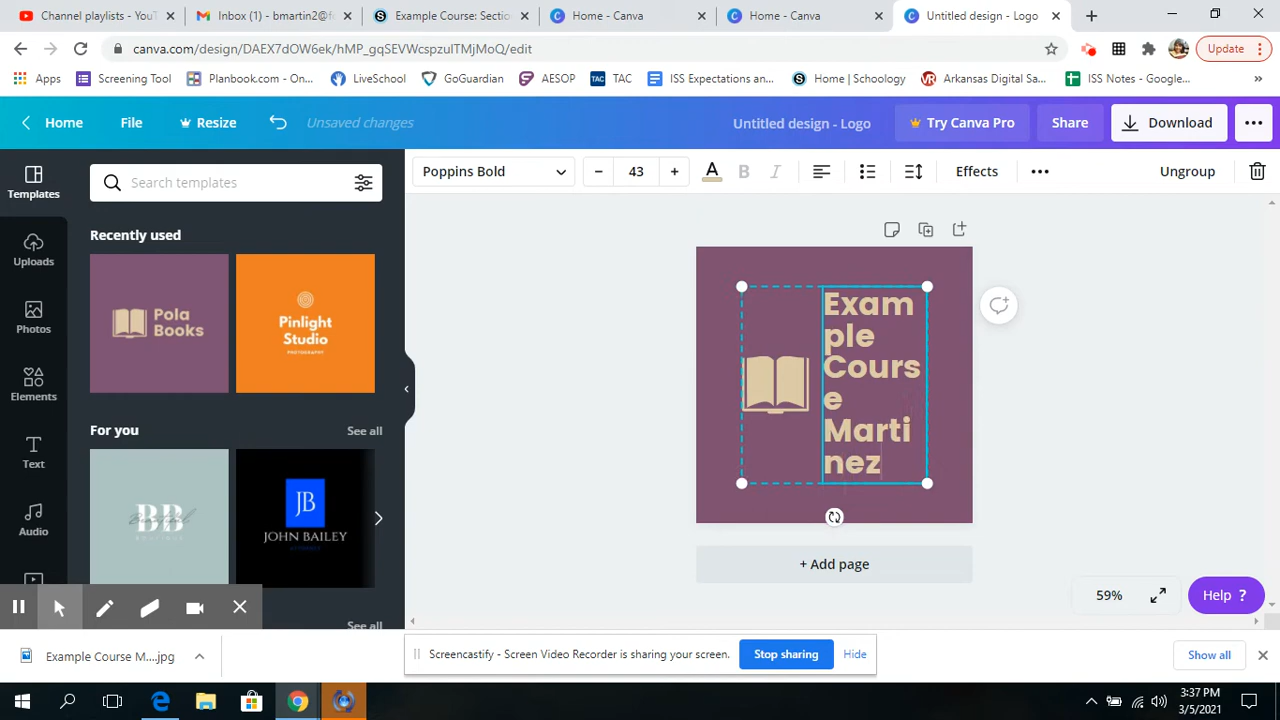 Channel playlists - YouT
Inbox (1) - bmartin2@f
Example Course: Sectio
Home - Canva
Home - Canva
Untitled design - Logo
canva.com/design/DAEX7dOW6ek/hMP_gqSEVWcspzuITMjMoQ/edit
Update
Apps
Screening Tool
Planbook.com - On...
LiveSchool
GoGuardian
AESOP
TAC
TAC
ISS Expectations an...
Home | Schoology
Arkansas Digital Sa...
ISS Notes - Google...
Home
File
Resize
Unsaved changes
Untitled design - Logo
Try Canva Pro
Share
Download
Templates
Search templates
Poppins Bold
43
A
B
I
Effects
Ungroup
Uploads
Photos
Elements
Text
Audio
Recently used
Pola
Books
Pinlight
Studio
PHOTOGRAPHY
For you
See all
BB
BOUTIQUE
JB
JOHN BAILEY
See all
Exam
ple
Cours
e
Marti
nez
+ Add page
59%
Help ?
Example Course M....jpg
Screencastify - Screen Video Recorder is sharing your screen.
Stop sharing
Hide
Show all
3:37 PM
3/5/2021